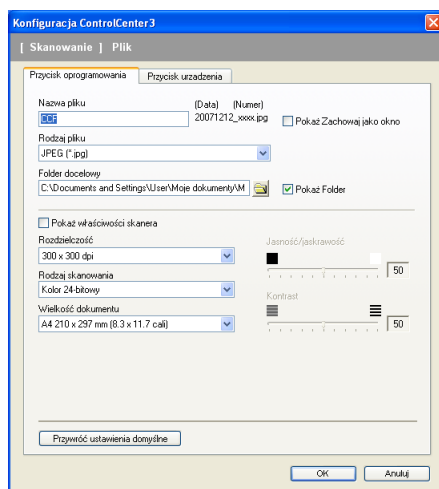 Konfiguracja ControlCenter3
[ Skanowanie ] Plik
Przycisk oprogramowania Przycisk urzadzenia
Nazwa pliku (Data) (Numer)
CCF 20071212_xxxx.jpg Pokaż Zachowaj jako okno
Rodzaj pliku
JPEG (*.jpg)
Folder docelowy
C:\Documents and Settings\User\Moje dokumenty\M Pokaż Folder
Pokaż właściwości skanera
Rozdzielczość Jasność/jaskrawość
300 x 300 dpi 50
Rodzaj skanowania
Kolor 24-bitowy Kontrast
Wielkość dokumentu
A4 210 x 297 mm (8.3 x 11.7 cali) 50
Przywróć ustawienia domyślne
OK Anuluj